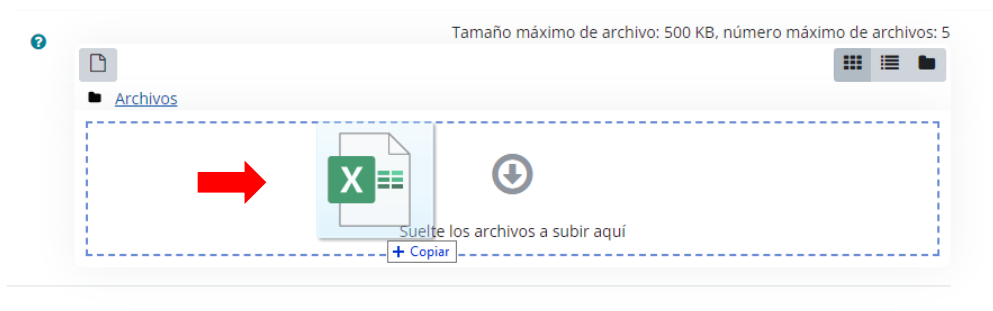 Tamaño máximo de archivo: 500 KB, número máximo de archivos: 5
Archivos
X
Suelte los archivos a subir aquí
+ Copiar